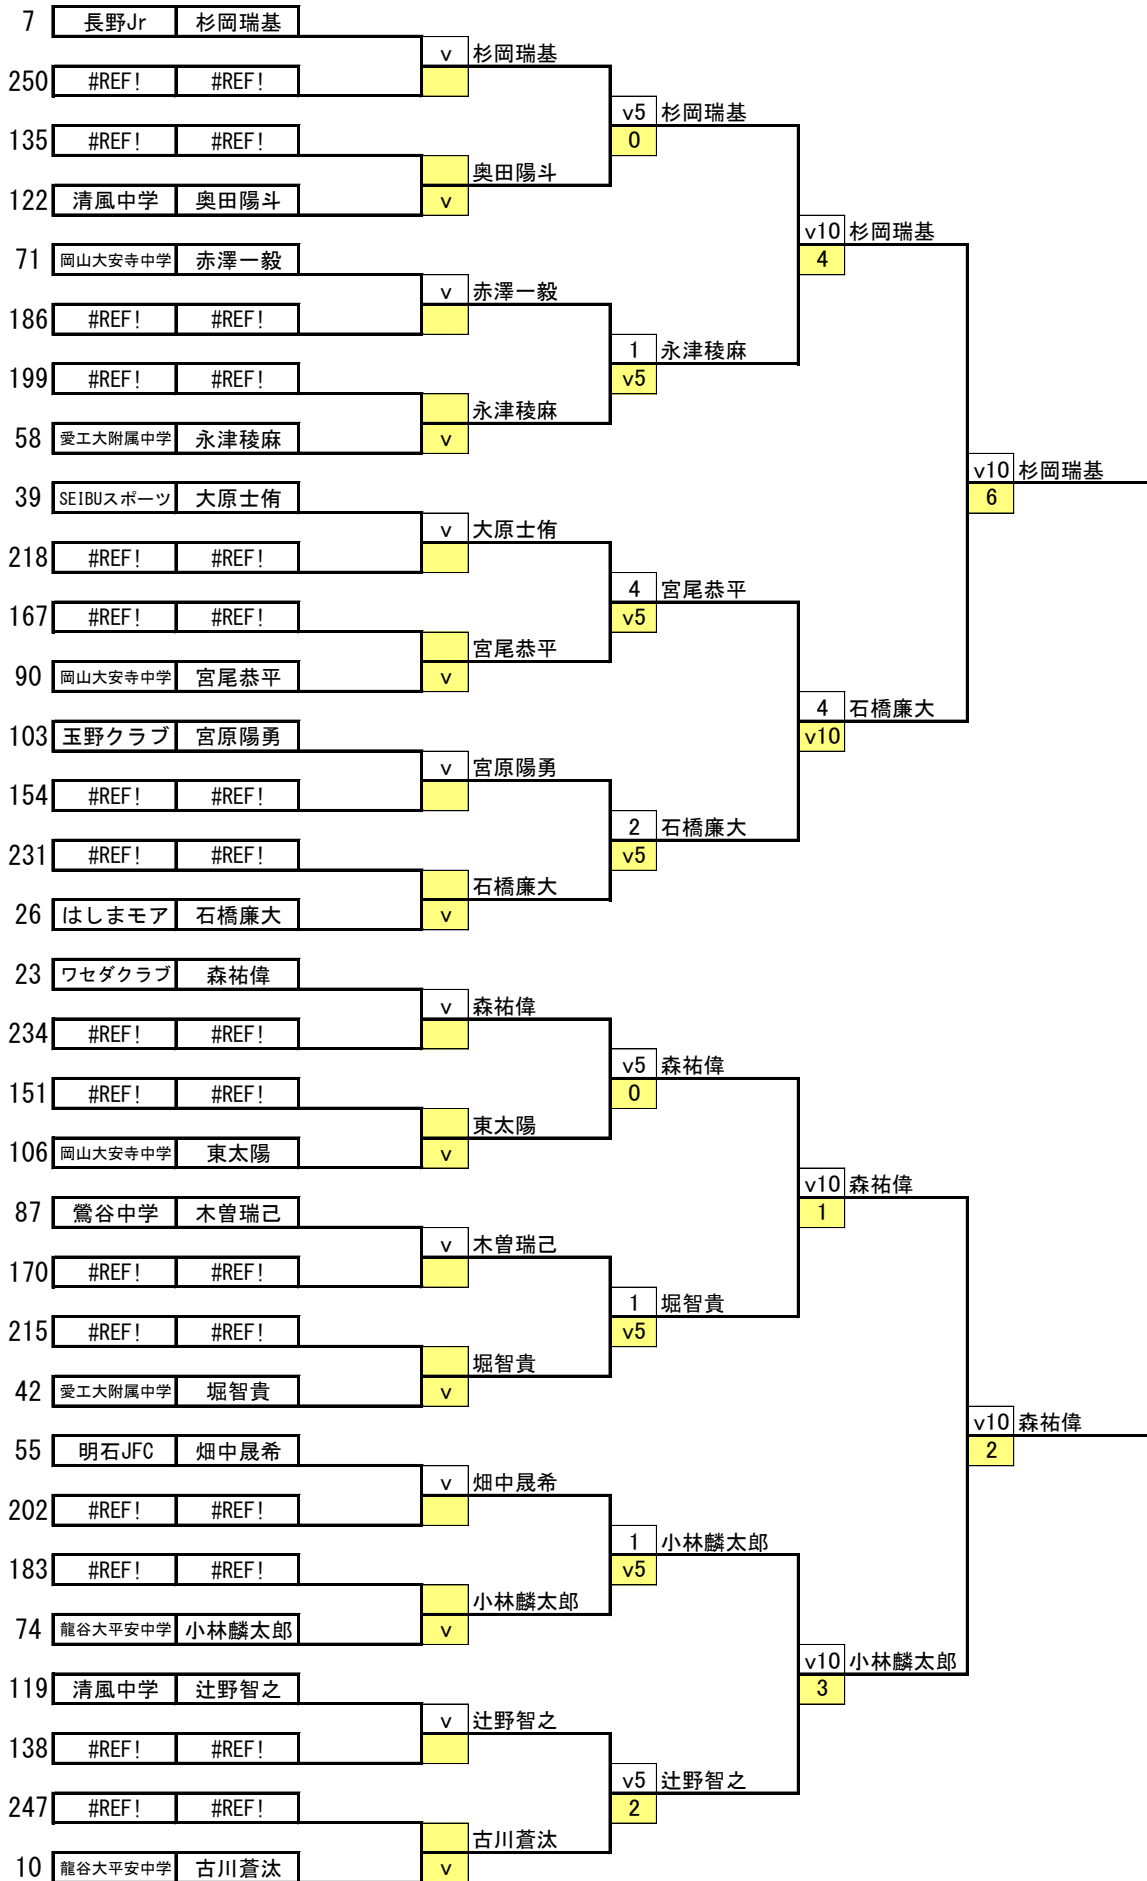 7 長野Jr 杉岡瑞基
v 杉岡瑞基
250 #REF! #REF!
v5 杉岡瑞基
135 #REF! #REF!
0
奥田陽斗
122 清風中学 奥田陽斗
v
v10 杉岡瑞基
71 岡山大安寺中学 赤澤一毅
4
v 赤澤一毅
186 #REF! #REF!
1 永津稜麻
199 #REF! #REF!
v5
永津稜麻
58 愛工大附属中学 永津稜麻
v
v10 杉岡瑞基
39 SEIBUスポーツ 大原士侑
6
v 大原士侑
218 #REF! #REF!
4 宮尾恭平
167 #REF! #REF!
v5
宮尾恭平
90 岡山大安寺中学 宮尾恭平
v
4 石橋廉大
103 玉野クラブ 宮原陽勇
v10
v 宮原陽勇
154 #REF! #REF!
2 石橋廉大
231 #REF! #REF!
v5
石橋廉大
26 はしまモア 石橋廉大
v
23 ワセダクラブ 森祐偉
v 森祐偉
234 #REF! #REF!
v5 森祐偉
151 #REF! #REF!
0
東太陽
106 岡山大安寺中学 東太陽
v
v10 森祐偉
87 鶯谷中学 木曽瑞己
1
v 木曽瑞己
170 #REF! #REF!
1 堀智貴
215 #REF! #REF!
v5
堀智貴
42 愛工大附属中学 堀智貴
v
v10 森祐偉
55 明石JFC 畑中晟希
2
v 畑中晟希
202 #REF! #REF!
1 小林麟太郎
183 #REF! #REF!
v5
小林麟太郎
74 龍谷大平安中学 小林麟太郎
v
v10 小林麟太郎
119 清風中学 辻野智之
3
v 辻野智之
138 #REF! #REF!
v5 辻野智之
247 #REF! #REF!
2
古川蒼汰
10 龍谷大平安中学 古川蒼汰
v